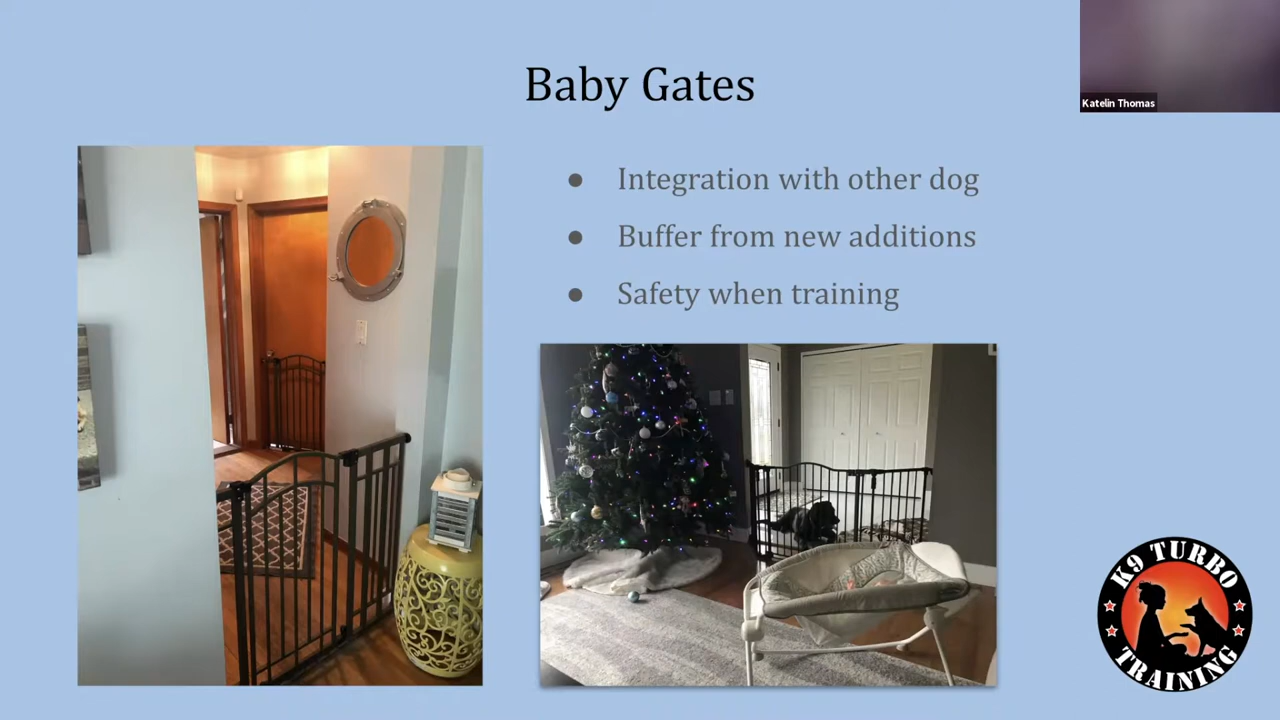 Baby Gates
Katelin Thomas
● Integration with other dog
● Buffer from new additions
● Safety when training
K9 TURBO
TRAINING